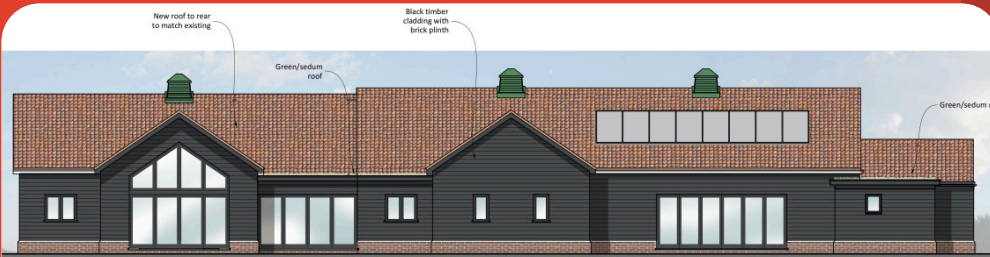 New roof to rear
to match existing
Black timber
cladding with
brick plinth
Green/sedum
roof
Green/sedum